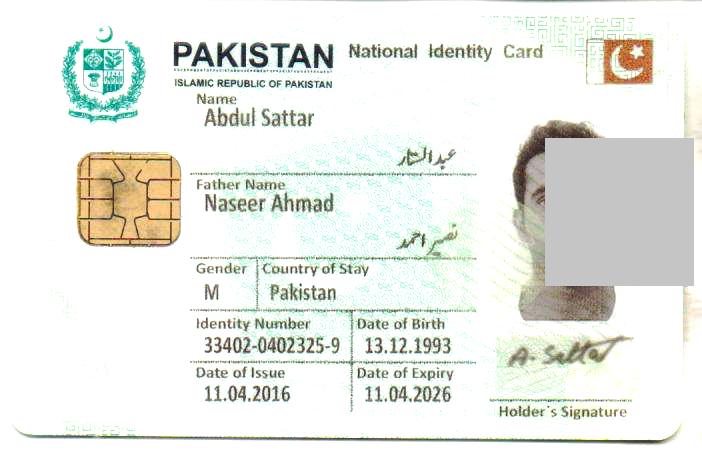 PAKISTAN National Identity Card
ISLAMIC REPUBLIC OF PAKISTAN
Name
Abdul Sattar
عبدالستار
Father Name
Naseer Ahmad
نصیر احمد
Gender Country of Stay
M Pakistan
Identity Number Date of Birth
33402-0402325-9 13.12.1993
Date of Issue Date of Expiry
11.04.2016 11.04.2026
A. Sattar
Holder's Signature